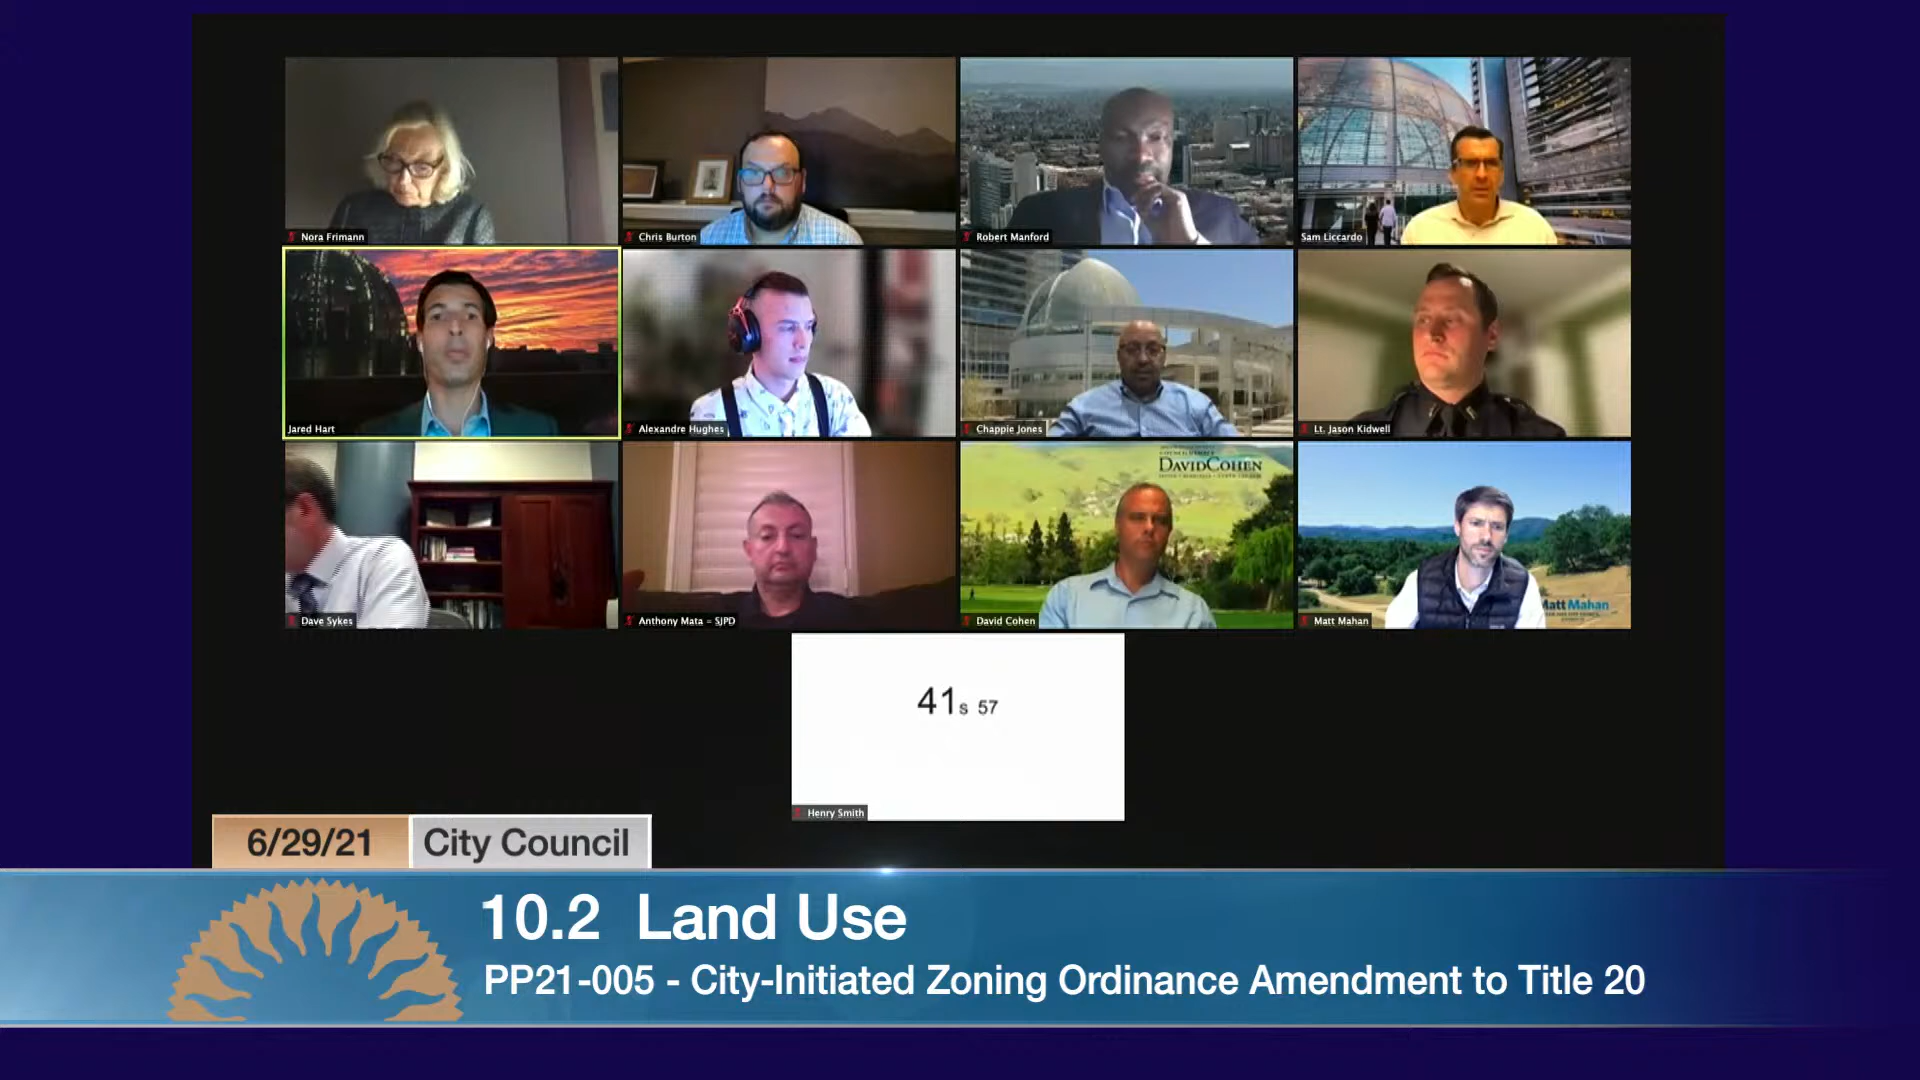 Nora Frimann
Chris Burton
Robert Manford
Sam Liccardo
Jared Hart
Alexandre Hughes
Chappie Jones
Lt. Jason Kidwell
DAVID COHEN
Matt Mahan
Dave Sykes
Anthony Mata - SJPD
David Cohen
Matt Mahan
41s 57
Henry Smith
6/29/21 City Council
10.2 Land Use
PP21-005 - City-Initiated Zoning Ordinance Amendment to Title 20